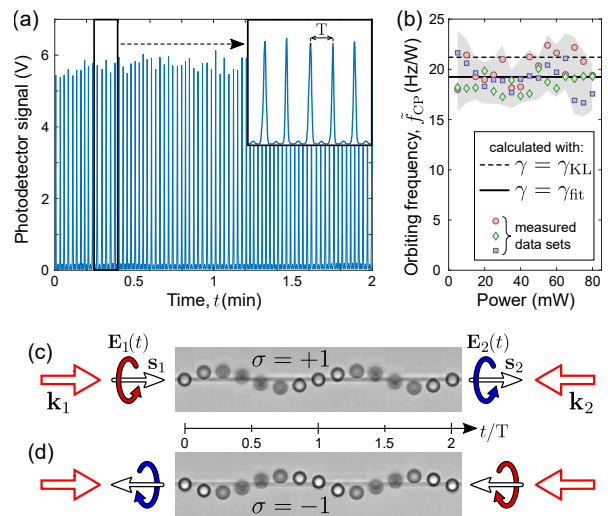 (a)
Photodetector signal (V)
6
4
2
0
0
0.5
1
1.5
2
Time, t (min)
T
(b)
Orbiting frequency, f̃CP (Hz/W)
30
25
20
15
10
5
0
0
20
40
60
80
Power (mW)
calculated with:
γ = γKL
γ = γfit
measured
data sets
(c)
E1(t)
s1
k1
σ = +1
E2(t)
s2
k2
0
0.5
1
1.5
2
t/T
(d)
σ = −1